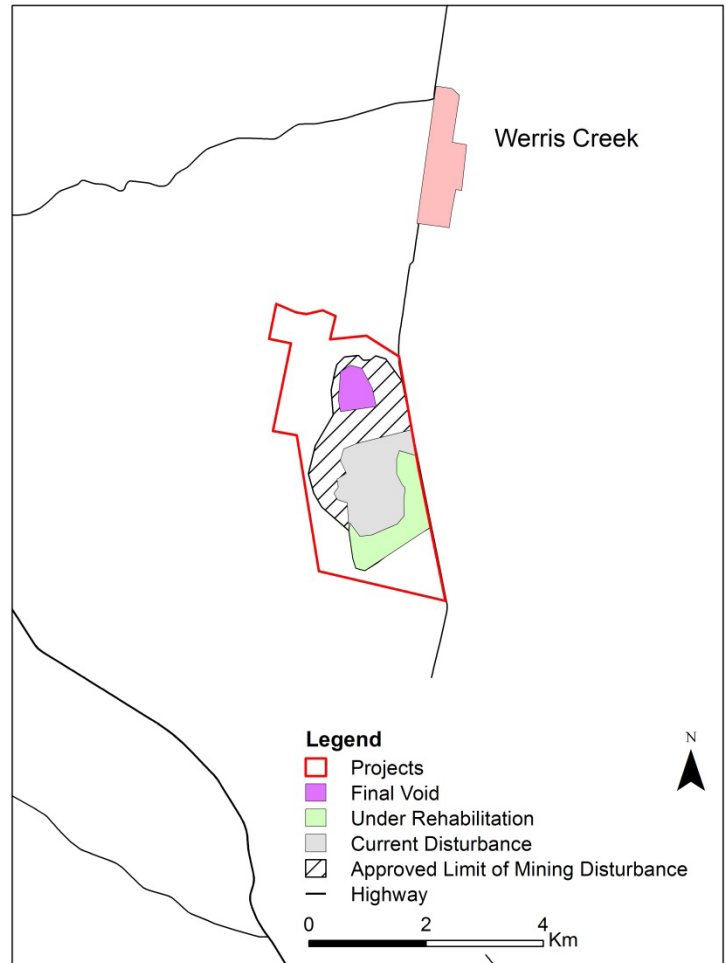 Werris Creek
N
Legend
Projects
Final Void
Under Rehabilitation
Current Disturbance
Approved Limit of Mining Disturbance
Highway
0 2 4
Km